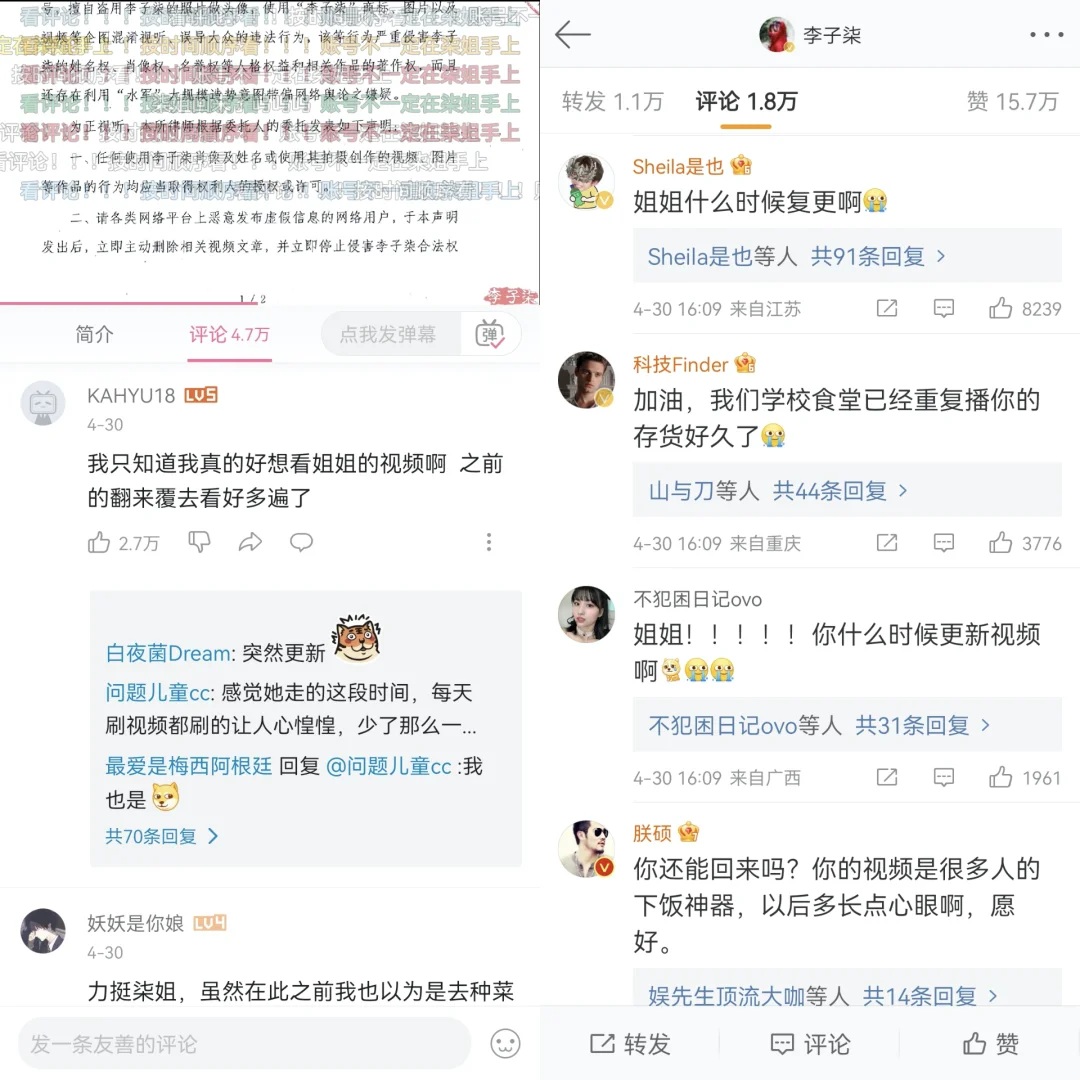 号，擅自盗用李子柒的照片做头像，使用“李子柒”商标、图片以及
视频等企图混淆视听、误导大众的违法行为，该等行为严重侵害李子
柒的姓名权、肖像权、名誉权等人格权益和相关作品的著作权，而且
还存在利用“水军”大规模造势意图带偏网络舆论之嫌疑。
为正视听，本所律师根据委托人的委托发表如下声明：
一、任何使用李子柒肖像及姓名或使用其拍摄创作的视频、图片
等作品的行为均应当取得权利人的授权或许可。
二、请各类网络平台上恶意发布虚假信息的网络用户，于本声明
发出后，立即主动删除相关视频文章，并立即停止侵害李子柒合法权
1 / 2
李子柒
简介
评论 4.7万
点我发弹幕
弹
KAHYU18 LV5
4-30
我只知道我真的好想看姐姐的视频啊 之前
的翻来覆去看好多遍了
2.7万
白夜菌Dream: 突然更新
问题儿童cc: 感觉她走的这段时间，每天
刷视频都刷的让人心惶惶，少了那么一...
最爱是梅西阿根廷 回复 @问题儿童cc :我
也是
共70条回复
妖妖是你娘 LV4
4-30
力挺柒姐，虽然在此之前我也以为是去种菜
发一条友善的评论
李子柒
转发 1.1万 评论 1.8万 赞 15.7万
Sheila是也
姐姐什么时候复更啊
Sheila是也等人 共91条回复
4-30 16:09 来自江苏 8239
科技Finder
加油，我们学校食堂已经重复播你的
存货好久了
山与刀等人 共44条回复
4-30 16:09 来自重庆 3776
不犯困日记ovo
姐姐！！！！！你什么时候更新视频
啊
不犯困日记ovo等人 共31条回复
4-30 16:09 来自广西 1961
朕硕
你还能回来吗？你的视频是很多人的
下饭神器，以后多长点心眼啊，愿
好。
娱先生顶流大咖等人 共14条回复
转发 评论 赞